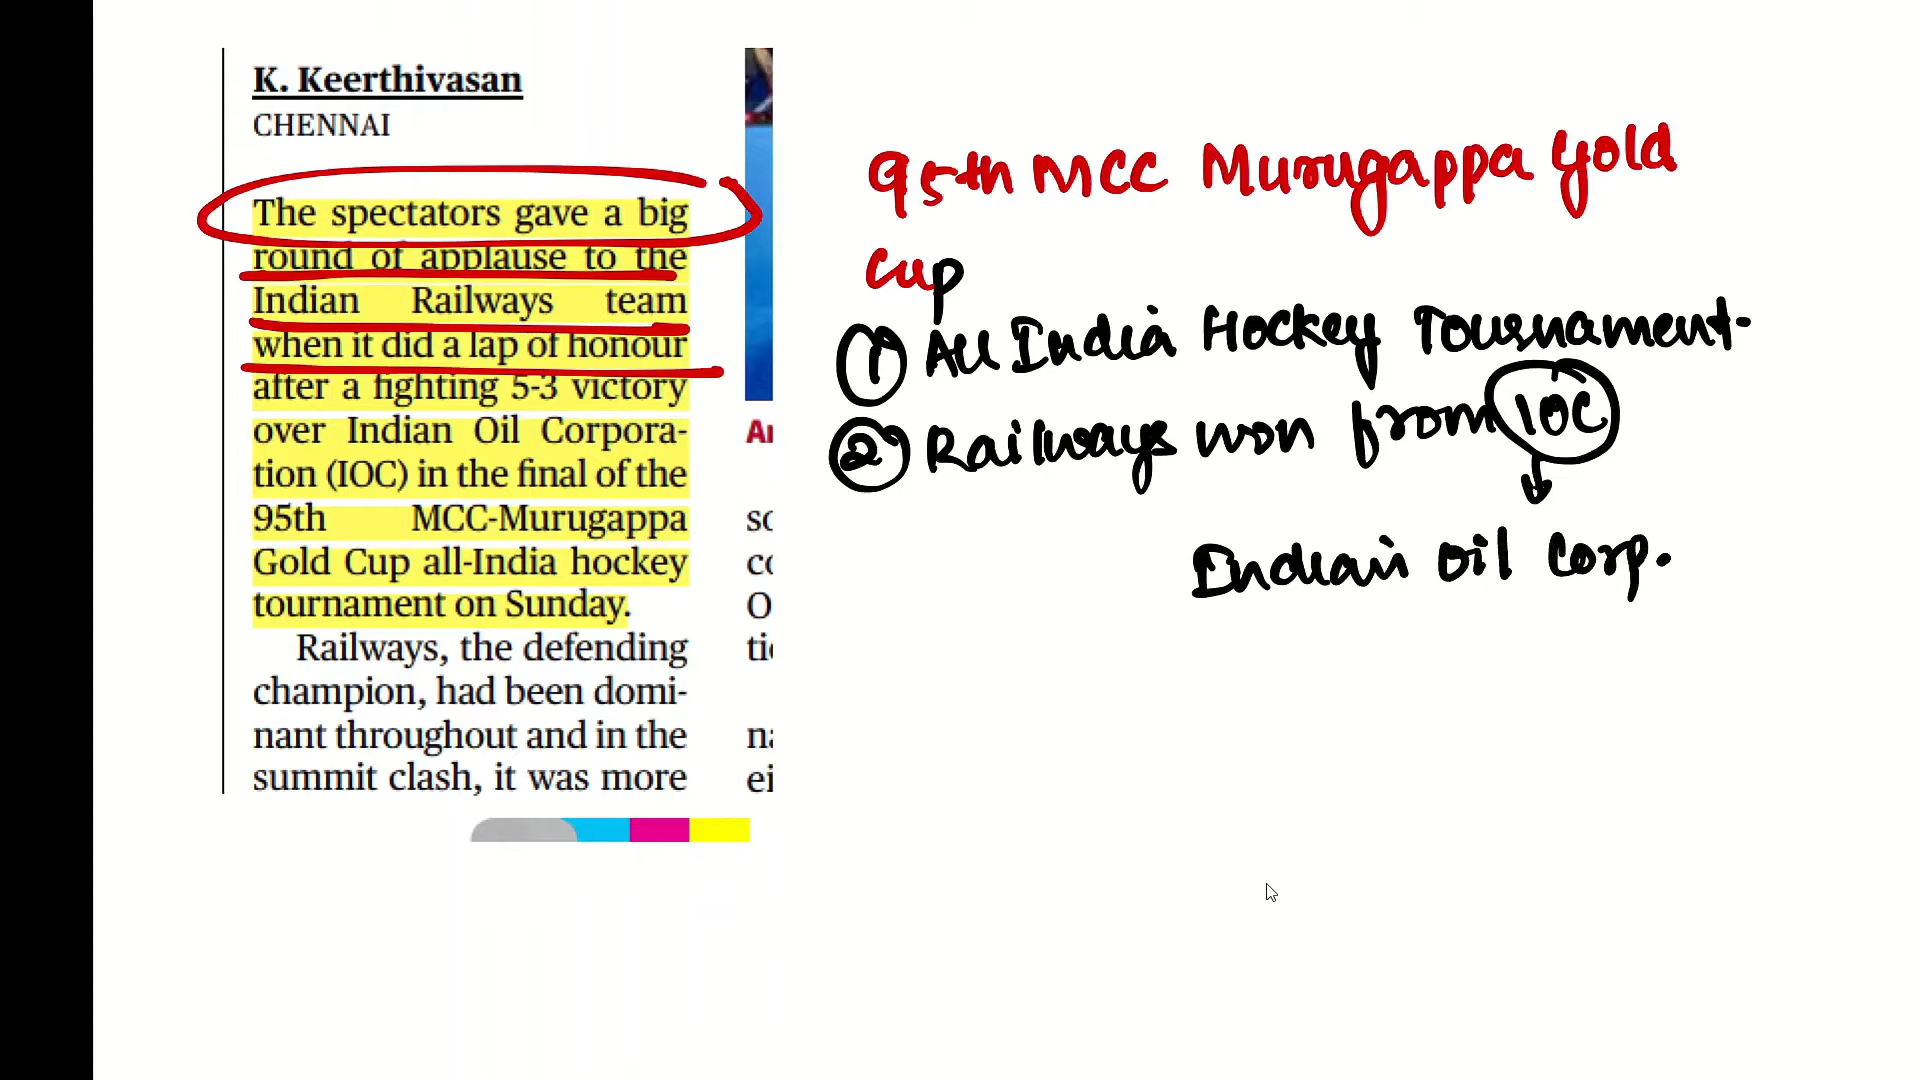 K. Keerthivasan
CHENNAI
The spectators gave a big
round of applause to the
Indian Railways team
when it did a lap of honour
after a fighting 5-3 victory
over Indian Oil Corpora-
tion (IOC) in the final of the
95th MCC-Murugappa
Gold Cup all-India hockey
tournament on Sunday.
Railways, the defending
champion, had been domi-
nant throughout and in the
summit clash, it was more
95th MCC Murugappa Gold
Cup
① All India Hockey Tournament.
② Railways won from IOC
Indian Oil Corp.